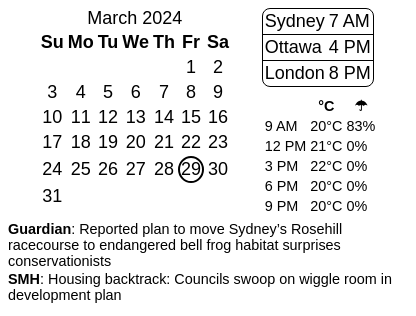 March 2024
Su Mo Tu We Th Fr Sa
1 2
3 4 5 6 7 8 9
10 11 12 13 14 15 16
17 18 19 20 21 22 23
24 25 26 27 28 29 30
31
Sydney 7 AM
Ottawa 4 PM
London 8 PM
°C ☂
9 AM 20°C 83%
12 PM 21°C 0%
3 PM 22°C 0%
6 PM 20°C 0%
9 PM 20°C 0%
Guardian: Reported plan to move Sydney’s Rosehill
racecourse to endangered bell frog habitat surprises
conservationists
SMH: Housing backtrack: Councils swoop on wiggle room in
development plan